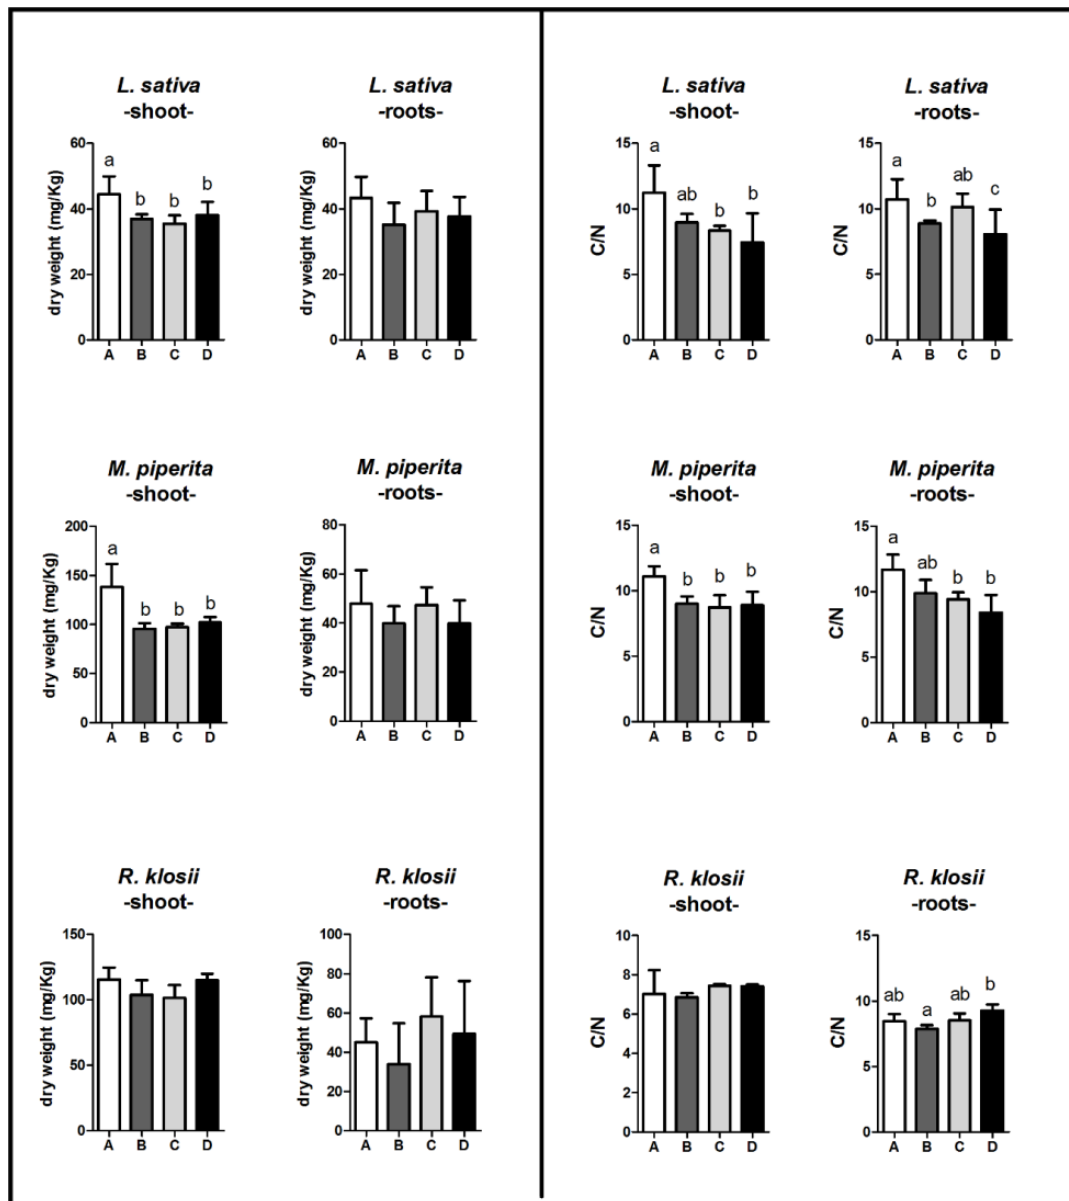 L. sativa
-shoot-
dry weight (mg/Kg)
60
40
20
0
a
b
b
b
A B C D
L. sativa
-roots-
dry weight (mg/Kg)
60
40
20
0
A B C D
L. sativa
-shoot-
C/N
15
10
5
0
a
ab
b
b
A B C D
L. sativa
-roots-
C/N
15
10
5
0
a
b
ab
c
A B C D
M. piperita
-shoot-
dry weight (mg/Kg)
200
150
100
50
0
a
b
b
b
A B C D
M. piperita
-roots-
dry weight (mg/Kg)
80
60
40
20
0
A B C D
M. piperita
-shoot-
C/N
15
10
5
0
a
b
b
b
A B C D
M. piperita
-roots-
C/N
15
10
5
0
a
ab
b
b
A B C D
R. klosii
-shoot-
dry weight (mg/Kg)
150
100
50
0
A B C D
R. klosii
-roots-
dry weight (mg/Kg)
100
80
60
40
20
0
A B C D
R. klosii
-shoot-
C/N
10
8
6
4
2
0
A B C D
R. klosii
-roots-
C/N
15
10
5
0
ab
a
ab
b
A B C D